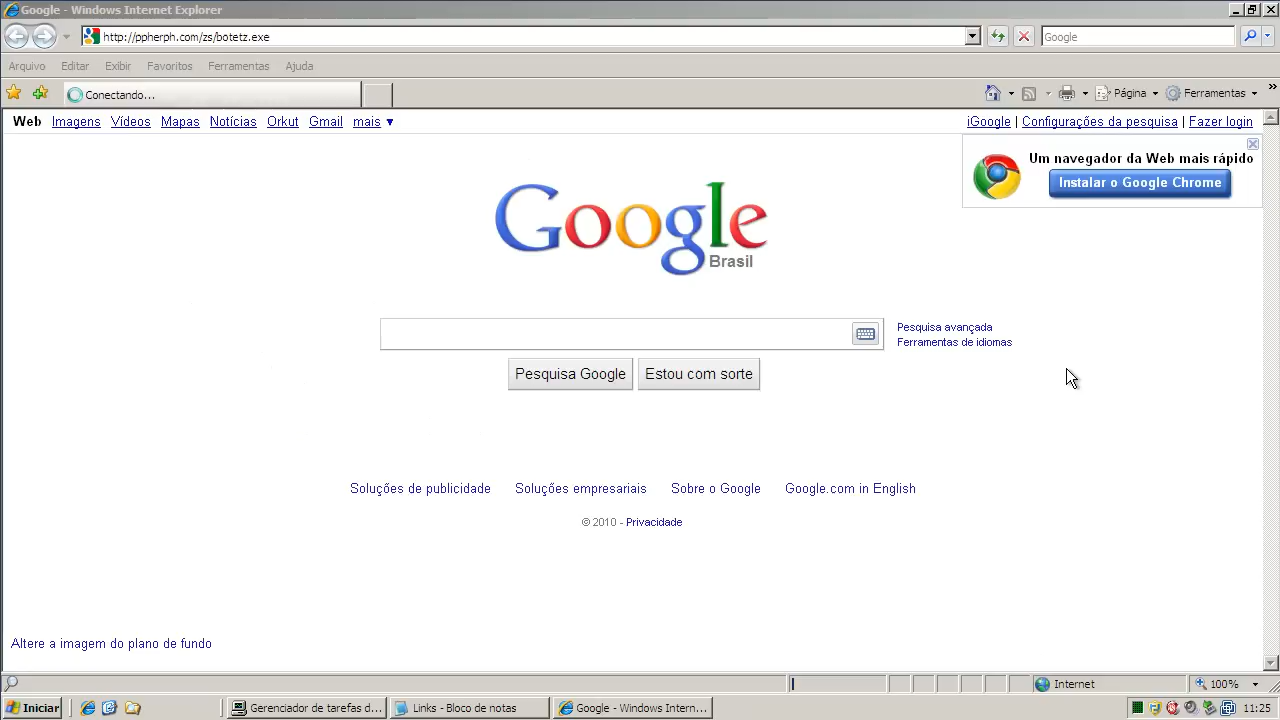 Google - Windows Internet Explorer
http://ppherph.com/zs/botetz.exe
Google
Arquivo Editar Exibir Favoritos Ferramentas Ajuda
Conectando...
Página
Ferramentas
Web Imagens Vídeos Mapas Notícias Orkut Gmail mais ▼
iGoogle | Configurações da pesquisa | Fazer login
Um navegador da Web mais rápido
Instalar o Google Chrome
Google
Brasil
Pesquisa avançada
Ferramentas de idiomas
Pesquisa Google Estou com sorte
Soluções de publicidade Soluções empresariais Sobre o Google Google.com in English
© 2010 - Privacidade
Altere a imagem do plano de fundo
Internet
100%
Iniciar
Gerenciador de tarefas d...
Links - Bloco de notas
Google - Windows Intern...
11:25